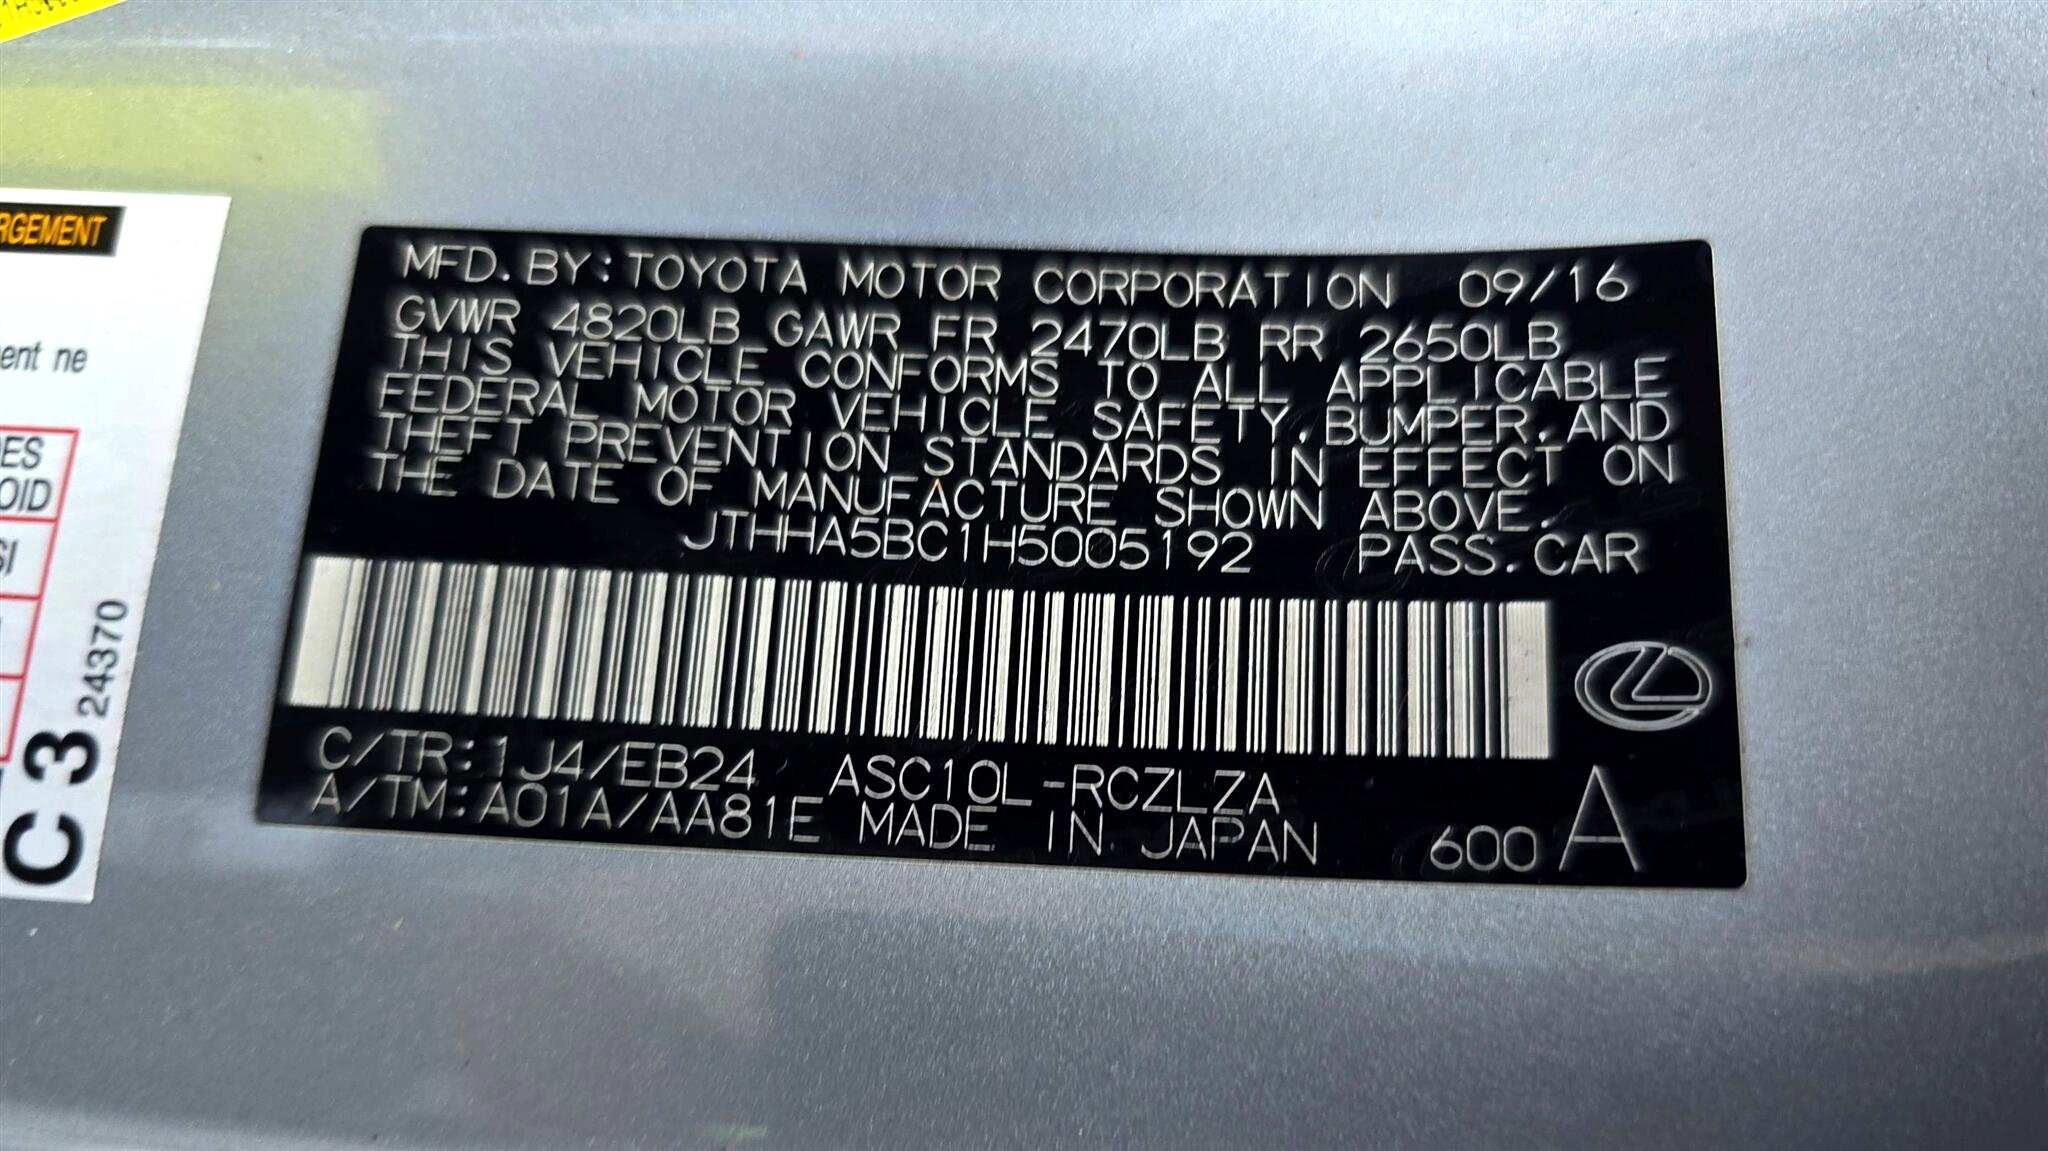 RGEMENT
ent ne
ES
OID
SI
C3 24370
MFD. BY: TOYOTA MOTOR CORPORATION 09/16
GVWR 4820LB GAWR FR 2470LB RR 2650LB
THIS VEHICLE CONFORMS TO ALL APPLICABLE
FEDERAL MOTOR VEHICLE SAFETY, BUMPER, AND
THEFT PREVENTION STANDARDS IN EFFECT ON
THE DATE OF MANUFACTURE SHOWN ABOVE.
JTHHA5BC1H5005192 PASS. CAR
C/TR: 1J4/EB24 ASC10L-RCZLZA
A/TM: A01A/AA81E MADE IN JAPAN 600 A